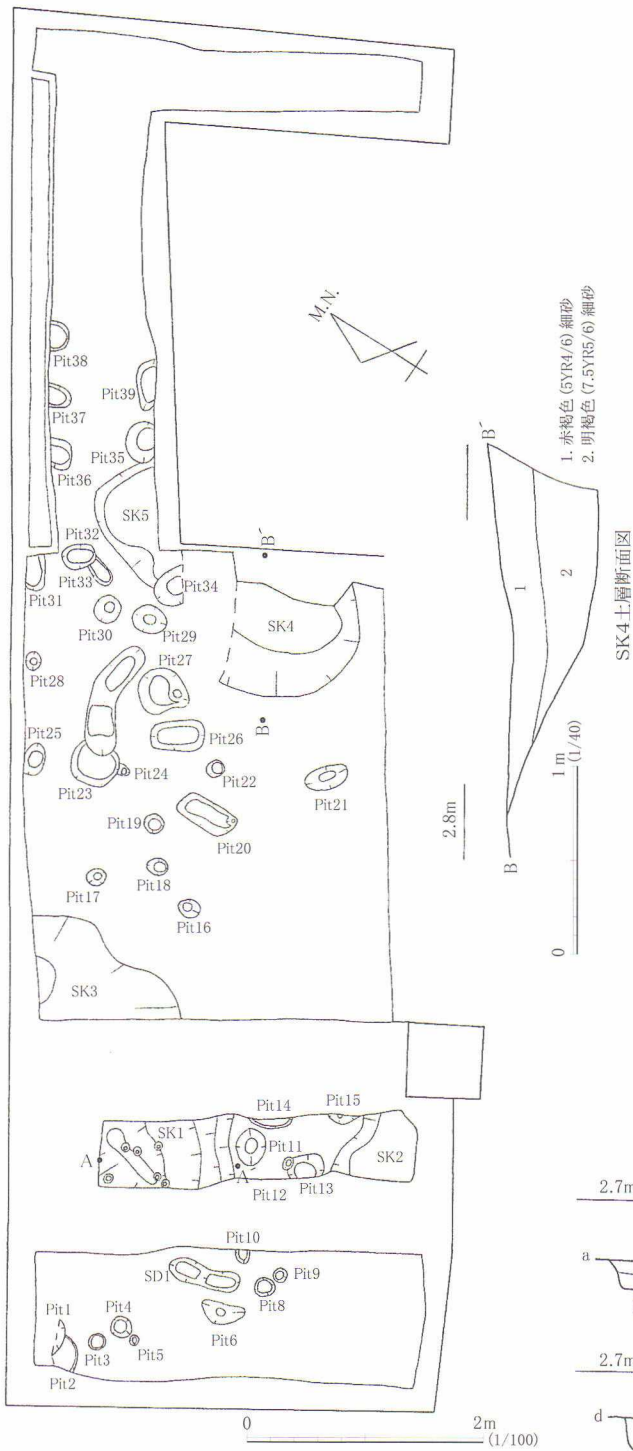 M.N.
Pit38
Pit37
Pit39
Pit35
Pit36
SK5
Pit32
Pit33
Pit34
B´
Pit31
Pit30
Pit29
SK4
Pit28
Pit27
Pit25
Pit26
B
Pit23
Pit24
Pit22
Pit21
Pit19
Pit20
Pit18
Pit17
Pit16
SK3
Pit14
Pit15
SK1
Pit11
SK2
A
A´
Pit12
Pit13
Pit10
SD1
Pit9
Pit8
Pit1
Pit4
Pit6
Pit3
Pit5
Pit2
0
2m
(1/100)
B´
1. 赤褐色 (5YR4/6) 細砂
2. 明褐色 (7.5YR5/6) 細砂
1
2
2.8m
B
SK4土層断面図
0
1m
(1/40)
2.7m
a
2.7m
d